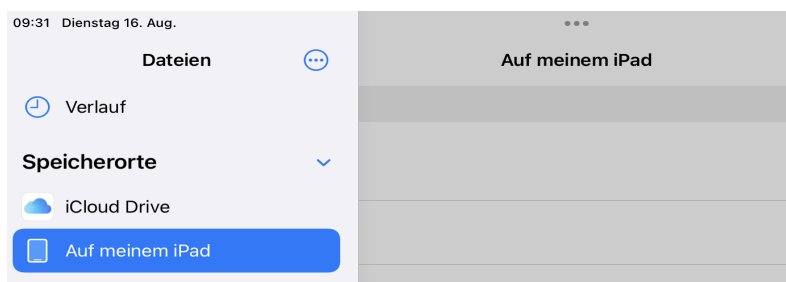 09:31 Dienstag 16. Aug.
Dateien
Verlauf
Speicherorte
iCloud Drive
Auf meinem iPad
Auf meinem iPad